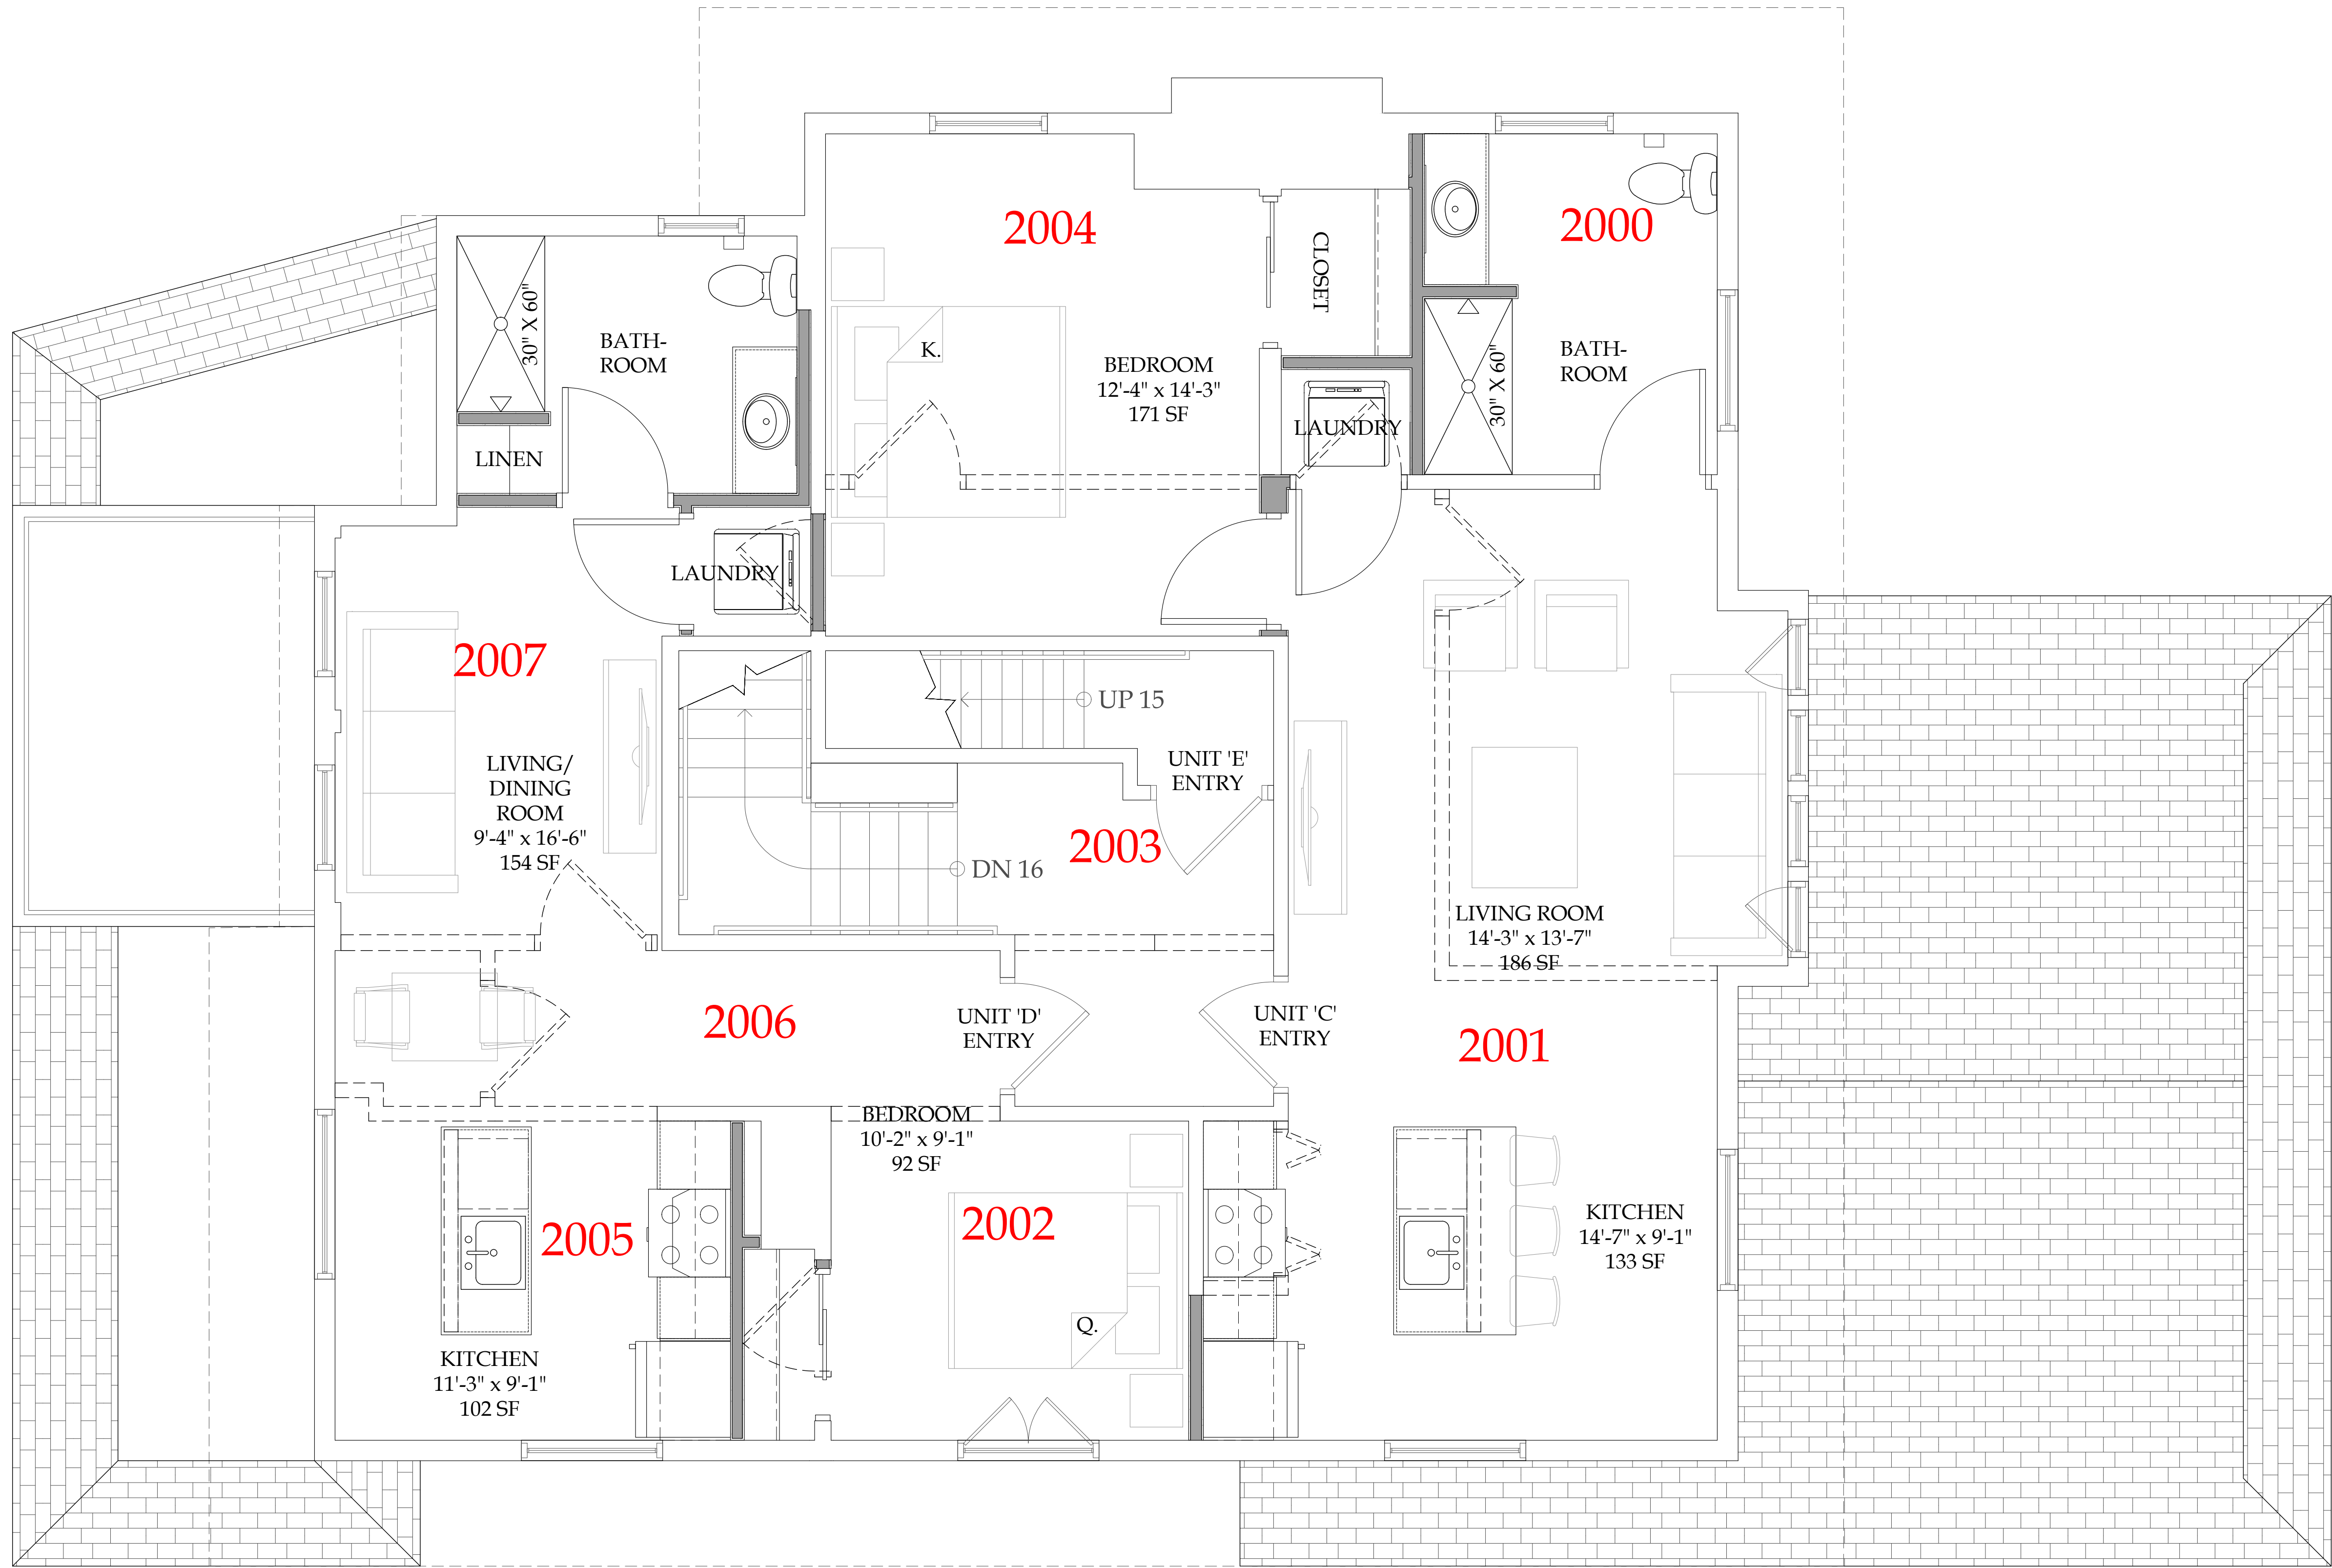 2004
2000
CLOSET
30" X 60"
BATH-
ROOM
K.
BEDROOM
12'-4" x 14'-3"
171 SF
30" X 60"
BATH-
ROOM
LINEN
LAUNDRY
LAUNDRY
2007
UP 15
LIVING/
DINING
ROOM
9'-4" x 16'-6"
154 SF
UNIT 'E'
ENTRY
2003
DN 16
LIVING ROOM
14'-3" x 13'-7"
186 SF
2006
UNIT 'D'
ENTRY
UNIT 'C'
ENTRY
2001
BEDROOM
10'-2" x 9'-1"
92 SF
2005
2002
KITCHEN
14'-7" x 9'-1"
133 SF
Q.
KITCHEN
11'-3" x 9'-1"
102 SF